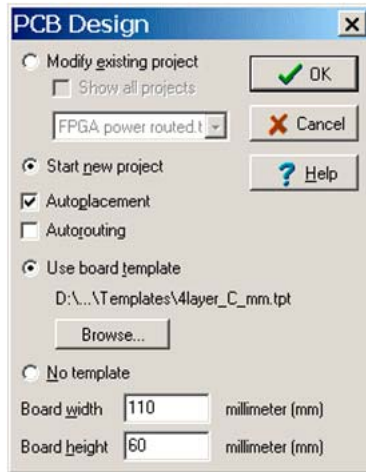 PCB Design
Modify existing project
Show all projects
FPGA power routed.t
OK
Cancel
Help
Start new project
Autoplacement
Autorouting
Use board template
D:\...\Templates\4layer_C_mm.tpt
Browse...
No template
Board width 110 millimeter (mm)
Board height 60 millimeter (mm)